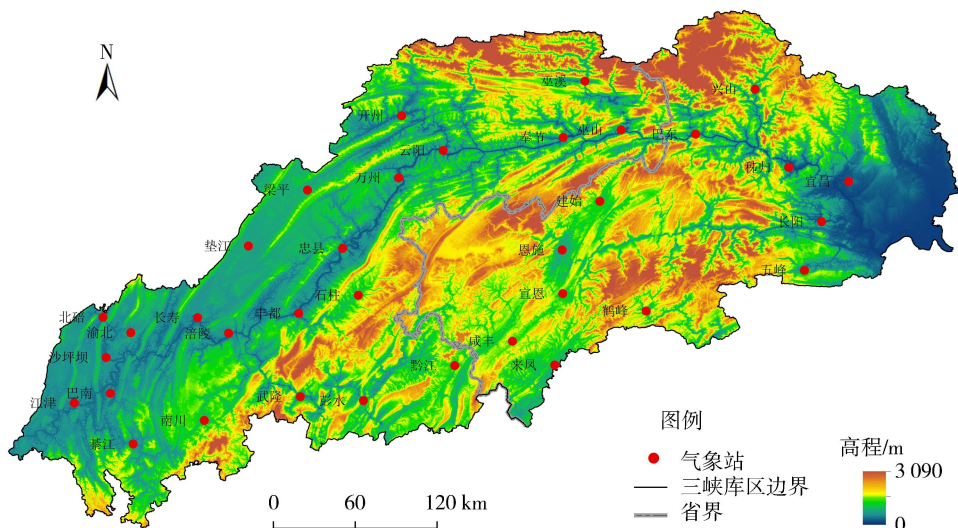 N
巫溪
兴山
开州
奉节
巫山
巴东
云阳
秭归
宜昌
万州
梁平
建始
长阳
垫江
忠县
恩施
五峰
石柱
宣恩
鹤峰
北碚
渝北
长寿
涪陵
丰都
咸丰
沙坪坝
黔江
来凤
巴南
江津
武隆
彭水
南川
綦江
图例
气象站
三峡库区边界
省界
高程/m
3 090
0
0 60 120 km